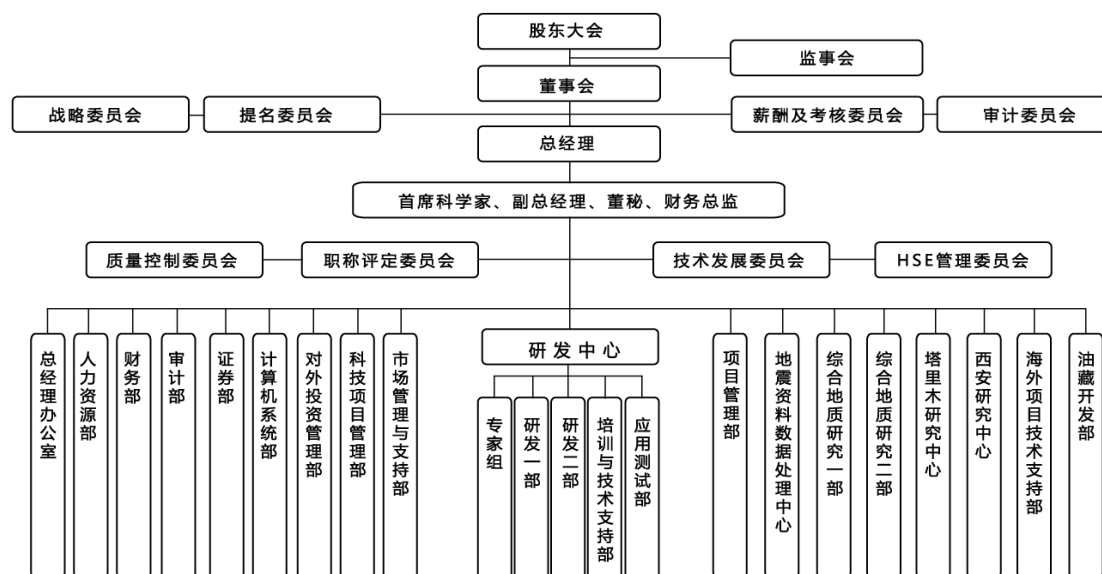 股东大会
监事会
董事会
战略委员会
提名委员会
薪酬及考核委员会
审计委员会
总经理
首席科学家、副总经理、董秘、财务总监
质量控制委员会
职称评定委员会
技术发展委员会
HSE管理委员会
总经理办公室
人力资源部
财务部
审计部
证券部
计算机系统部
对外投资管理部
科技项目管理部
市场管理与支持部
研发中心
专家组
研发一部
研发二部
培训与技术支持部
应用测试部
项目管理部
地震资料数据处理中心
综合地质研究一部
综合地质研究二部
塔里木研究中心
西安研究中心
海外项目技术支持部
油藏开发部